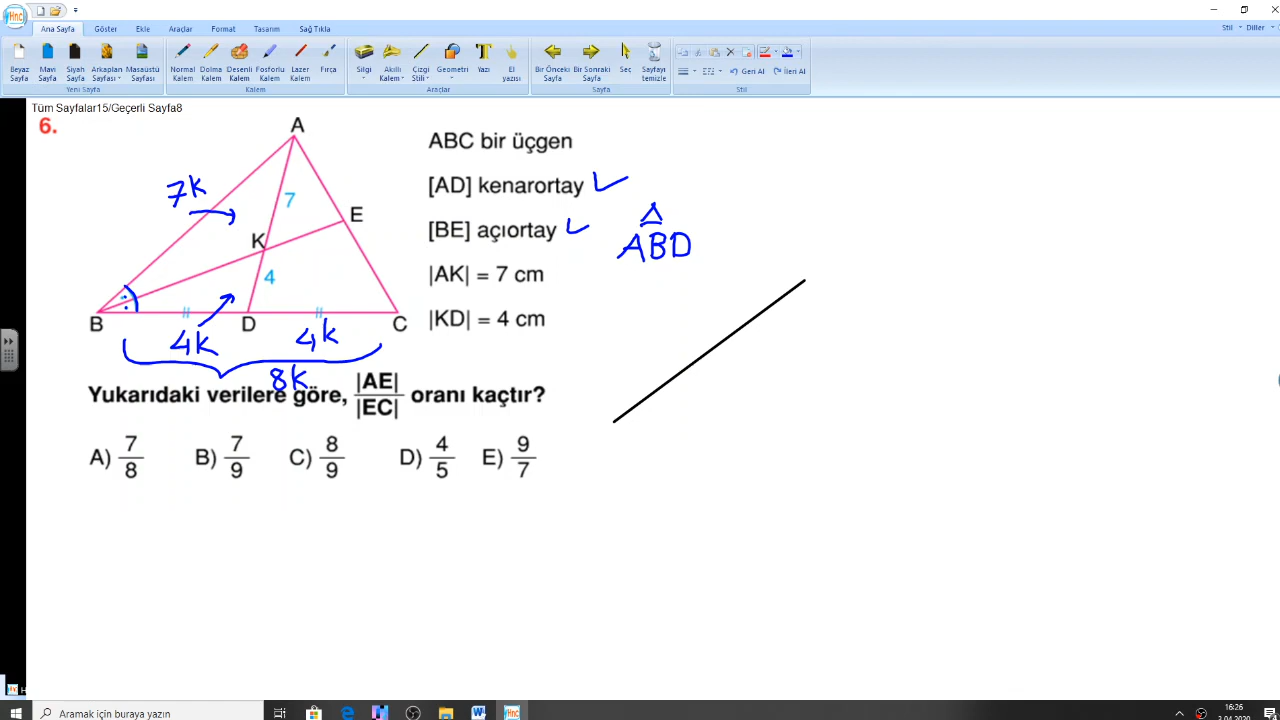 yHnc
Ana Sayfa Göster Ekle Araçlar Format Tasarım Sağ Tıkla
Stil Diller
Beyaz Sayfa Mavi Sayfa Siyah Sayfa Arkaplan Sayfası Masaüstü Sayfası Normal Kalem Dolma Kalem Desenli Kalem Fosforlu Kalem Lazer Kalem Fırça Silgi Akıllı Kalem Çizgi Stili Geometri Yazı El yazısı Bir Önceki Sayfa Bir Sonraki Sayfa Seç Sayfayı temizle Geri Al İleri Al
Yeni Sayfa Kalem Araçlar Sayfa Stil
Tüm Sayfalar15/Geçerli Sayfa8
6.
A
7k
7
E
K
4
B
D
C
4k
4k
8k
ABC bir üçgen
[AD] kenarortay
[BE] açıortay
ABD
|AK| = 7 cm
|KD| = 4 cm
Yukarıdaki verilere göre, |AE| / |EC| oranı kaçtır?
A) 7/8 B) 7/9 C) 8/9 D) 4/5 E) 9/7
Aramak için buraya yazın
16:26
3.04.2020